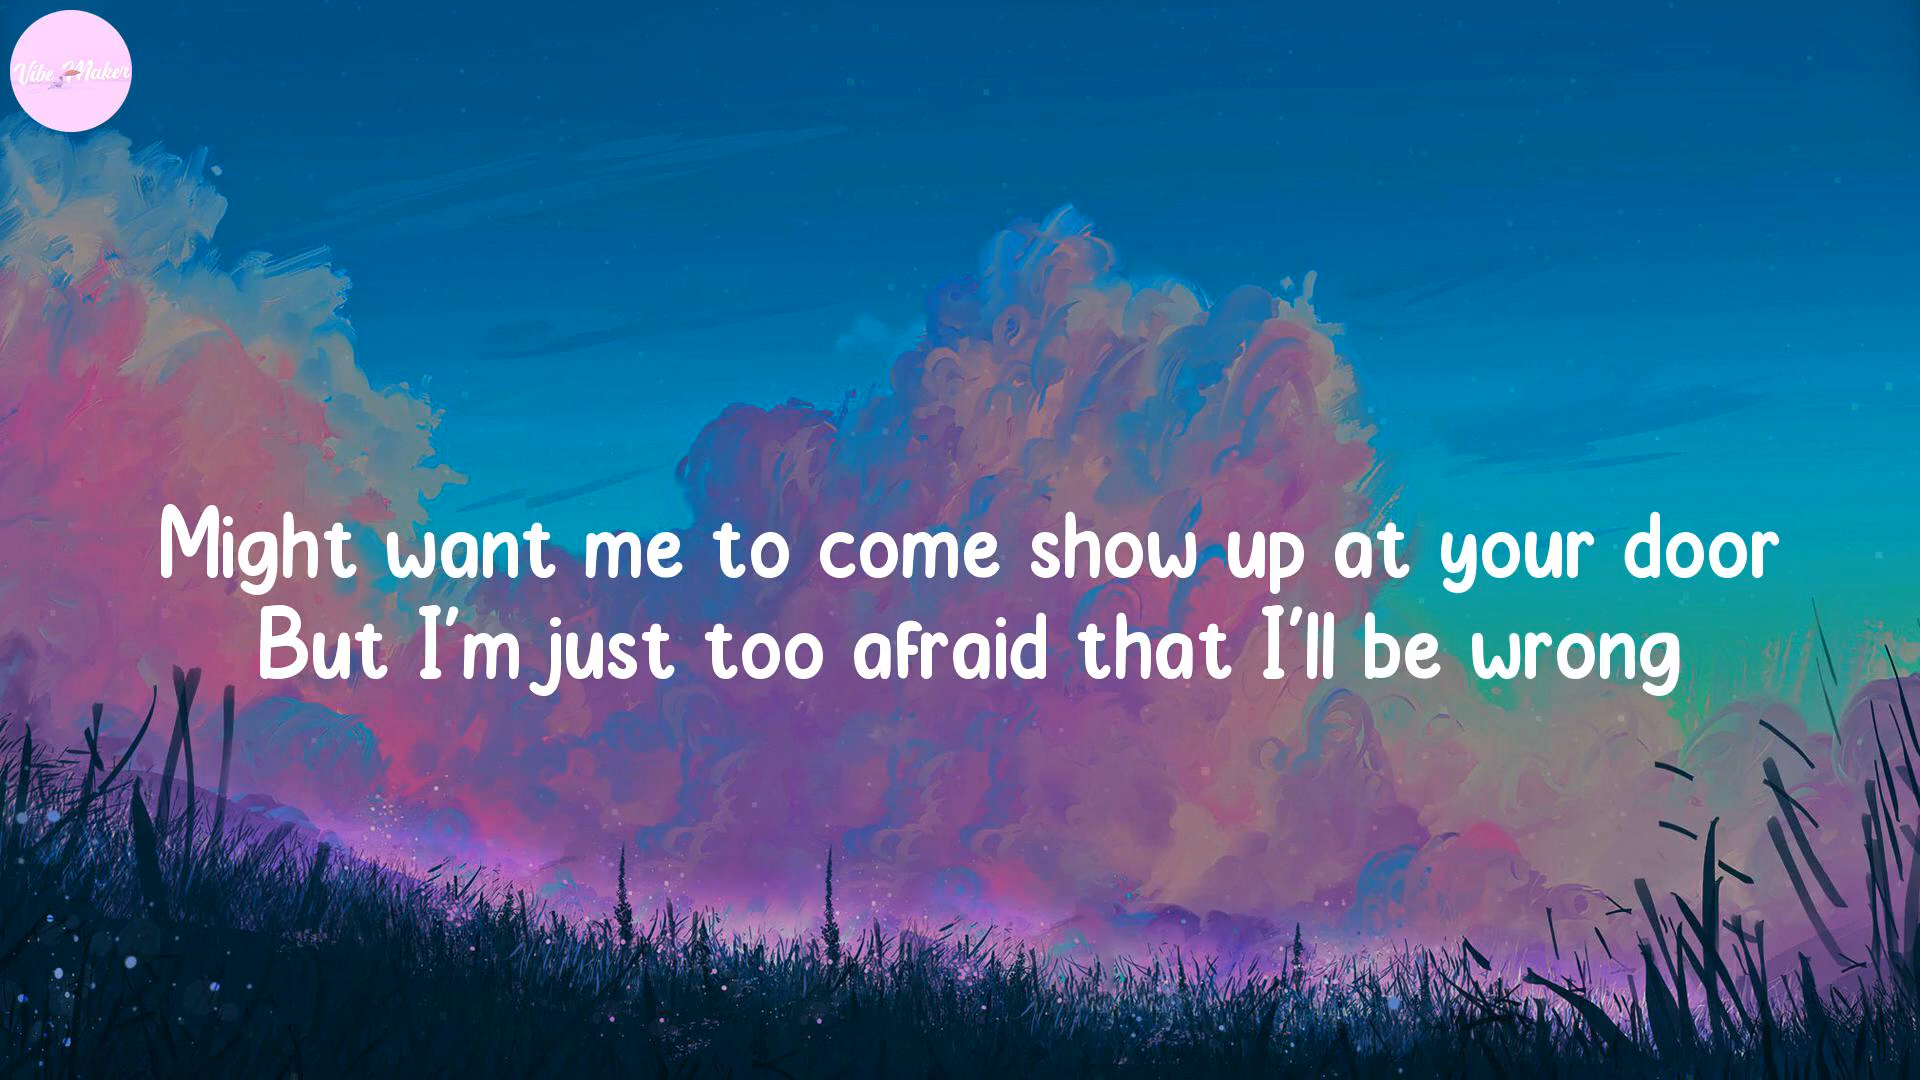 Vibe Maker
Might want me to come show up at your door
But I'm just too afraid that I'll be wrong